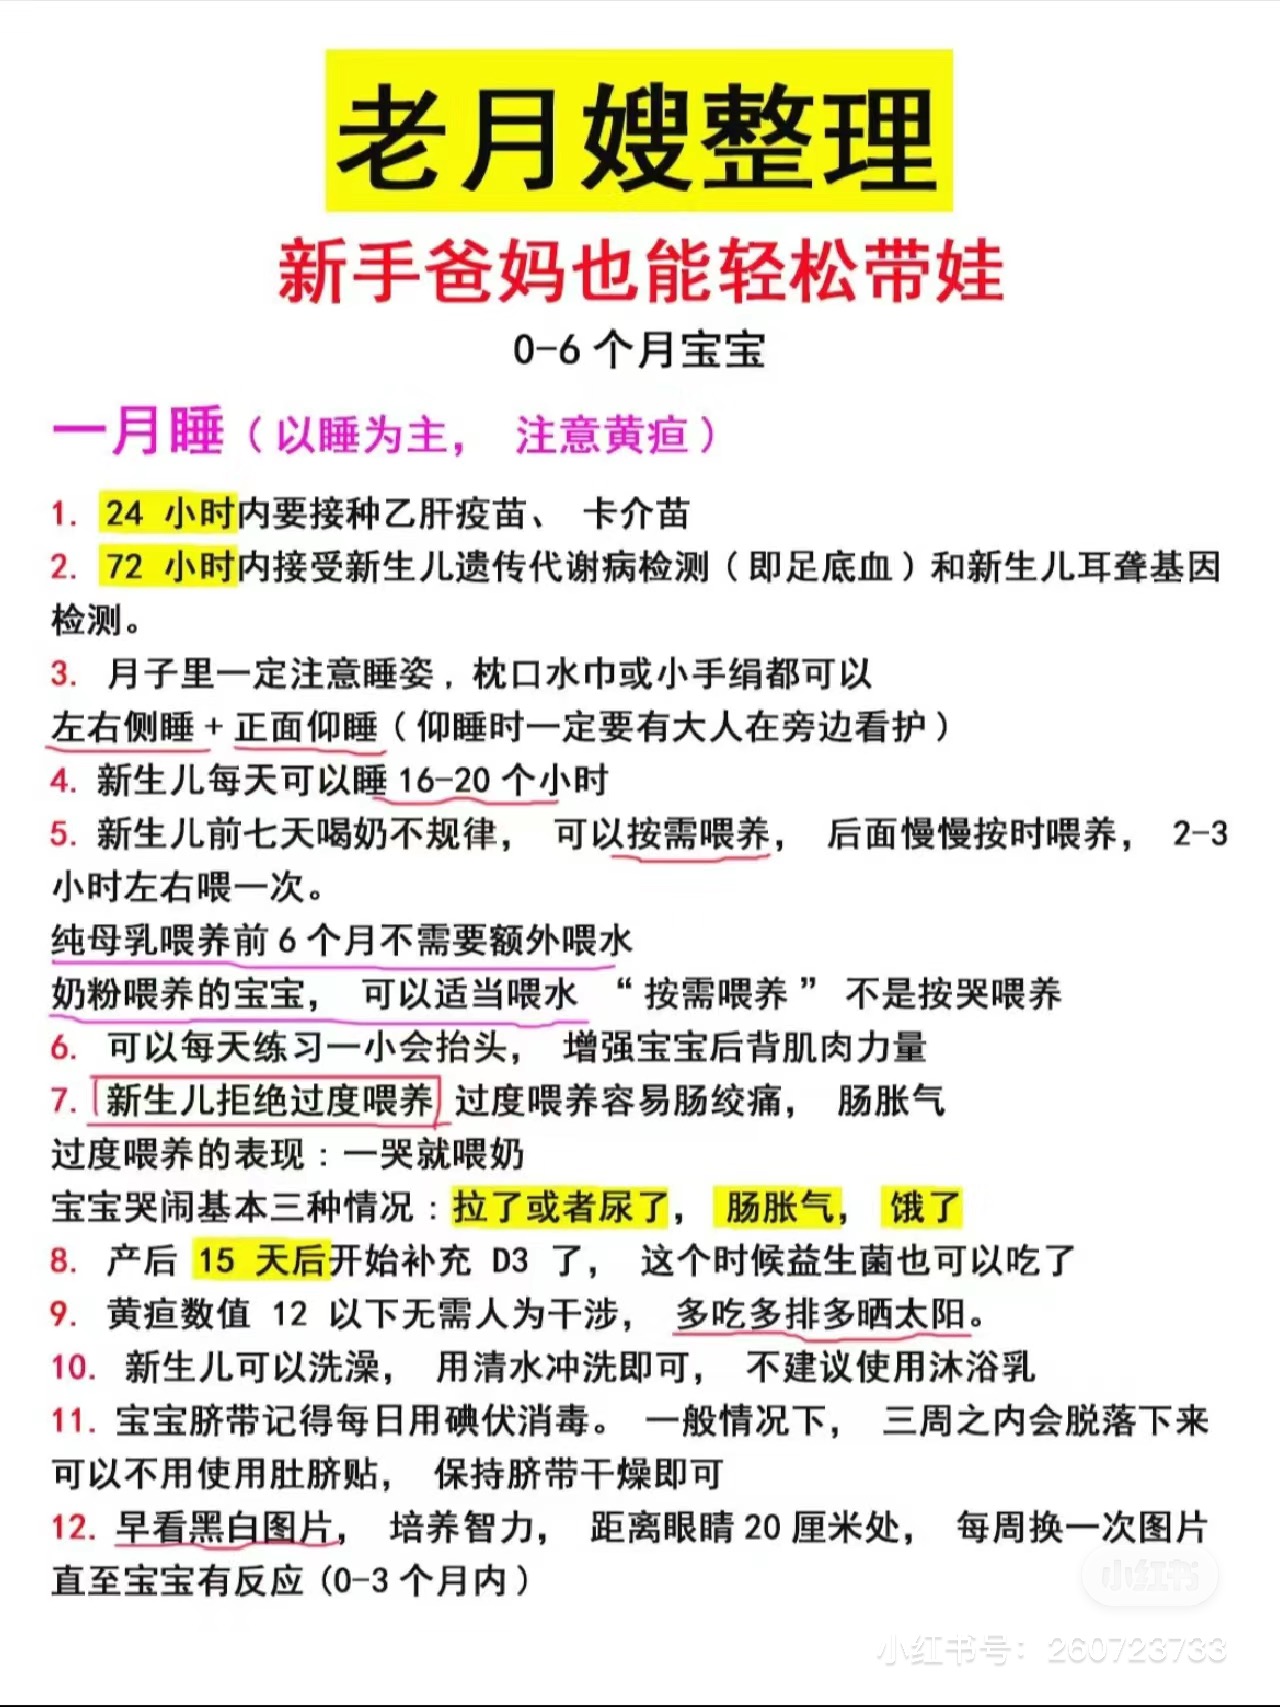 老月嫂整理
新手爸妈也能轻松带娃
0-6 个月宝宝
一月睡（以睡为主， 注意黄疸）
1. 24 小时内要接种乙肝疫苗、 卡介苗
2. 72 小时内接受新生儿遗传代谢病检测（即足底血）和新生儿耳聋基因
检测。
3. 月子里一定注意睡姿，枕口水巾或小手绢都可以
左右侧睡+正面仰睡（仰睡时一定要有大人在旁边看护）
4. 新生儿每天可以睡 16-20 个小时
5. 新生儿前七天喝奶不规律， 可以按需喂养， 后面慢慢按时喂养， 2-3
小时左右喂一次。
纯母乳喂养前 6 个月不需要额外喂水
奶粉喂养的宝宝， 可以适当喂水 “按需喂养” 不是按哭喂养
6. 可以每天练习一小会抬头， 增强宝宝后背肌肉力量
7. 新生儿拒绝过度喂养 过度喂养容易肠绞痛， 肠胀气
过度喂养的表现：一哭就喂奶
宝宝哭闹基本三种情况：拉了或者尿了， 肠胀气， 饿了
8. 产后 15 天后开始补充 D3 了， 这个时候益生菌也可以吃了
9. 黄疸数值 12 以下无需人为干涉， 多吃多排多晒太阳。
10. 新生儿可以洗澡， 用清水冲洗即可， 不建议使用沐浴乳
11. 宝宝脐带记得每日用碘伏消毒。 一般情况下， 三周之内会脱落下来
可以不用使用肚脐贴， 保持脐带干燥即可
12. 早看黑白图片， 培养智力， 距离眼睛 20 厘米处， 每周换一次图片
直至宝宝有反应（0-3 个月内）
小红书
小红书号：260723733